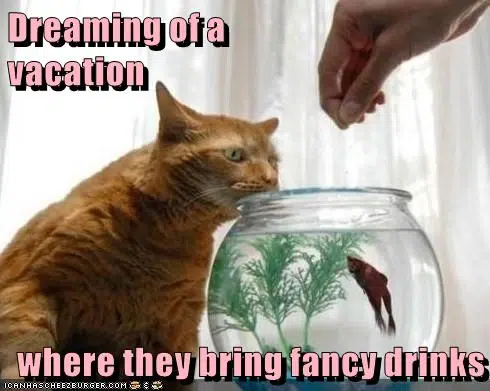 Dreaming of a
vacation
where they bring fancy drinks
ICANHASCHEEZBURGER.COM